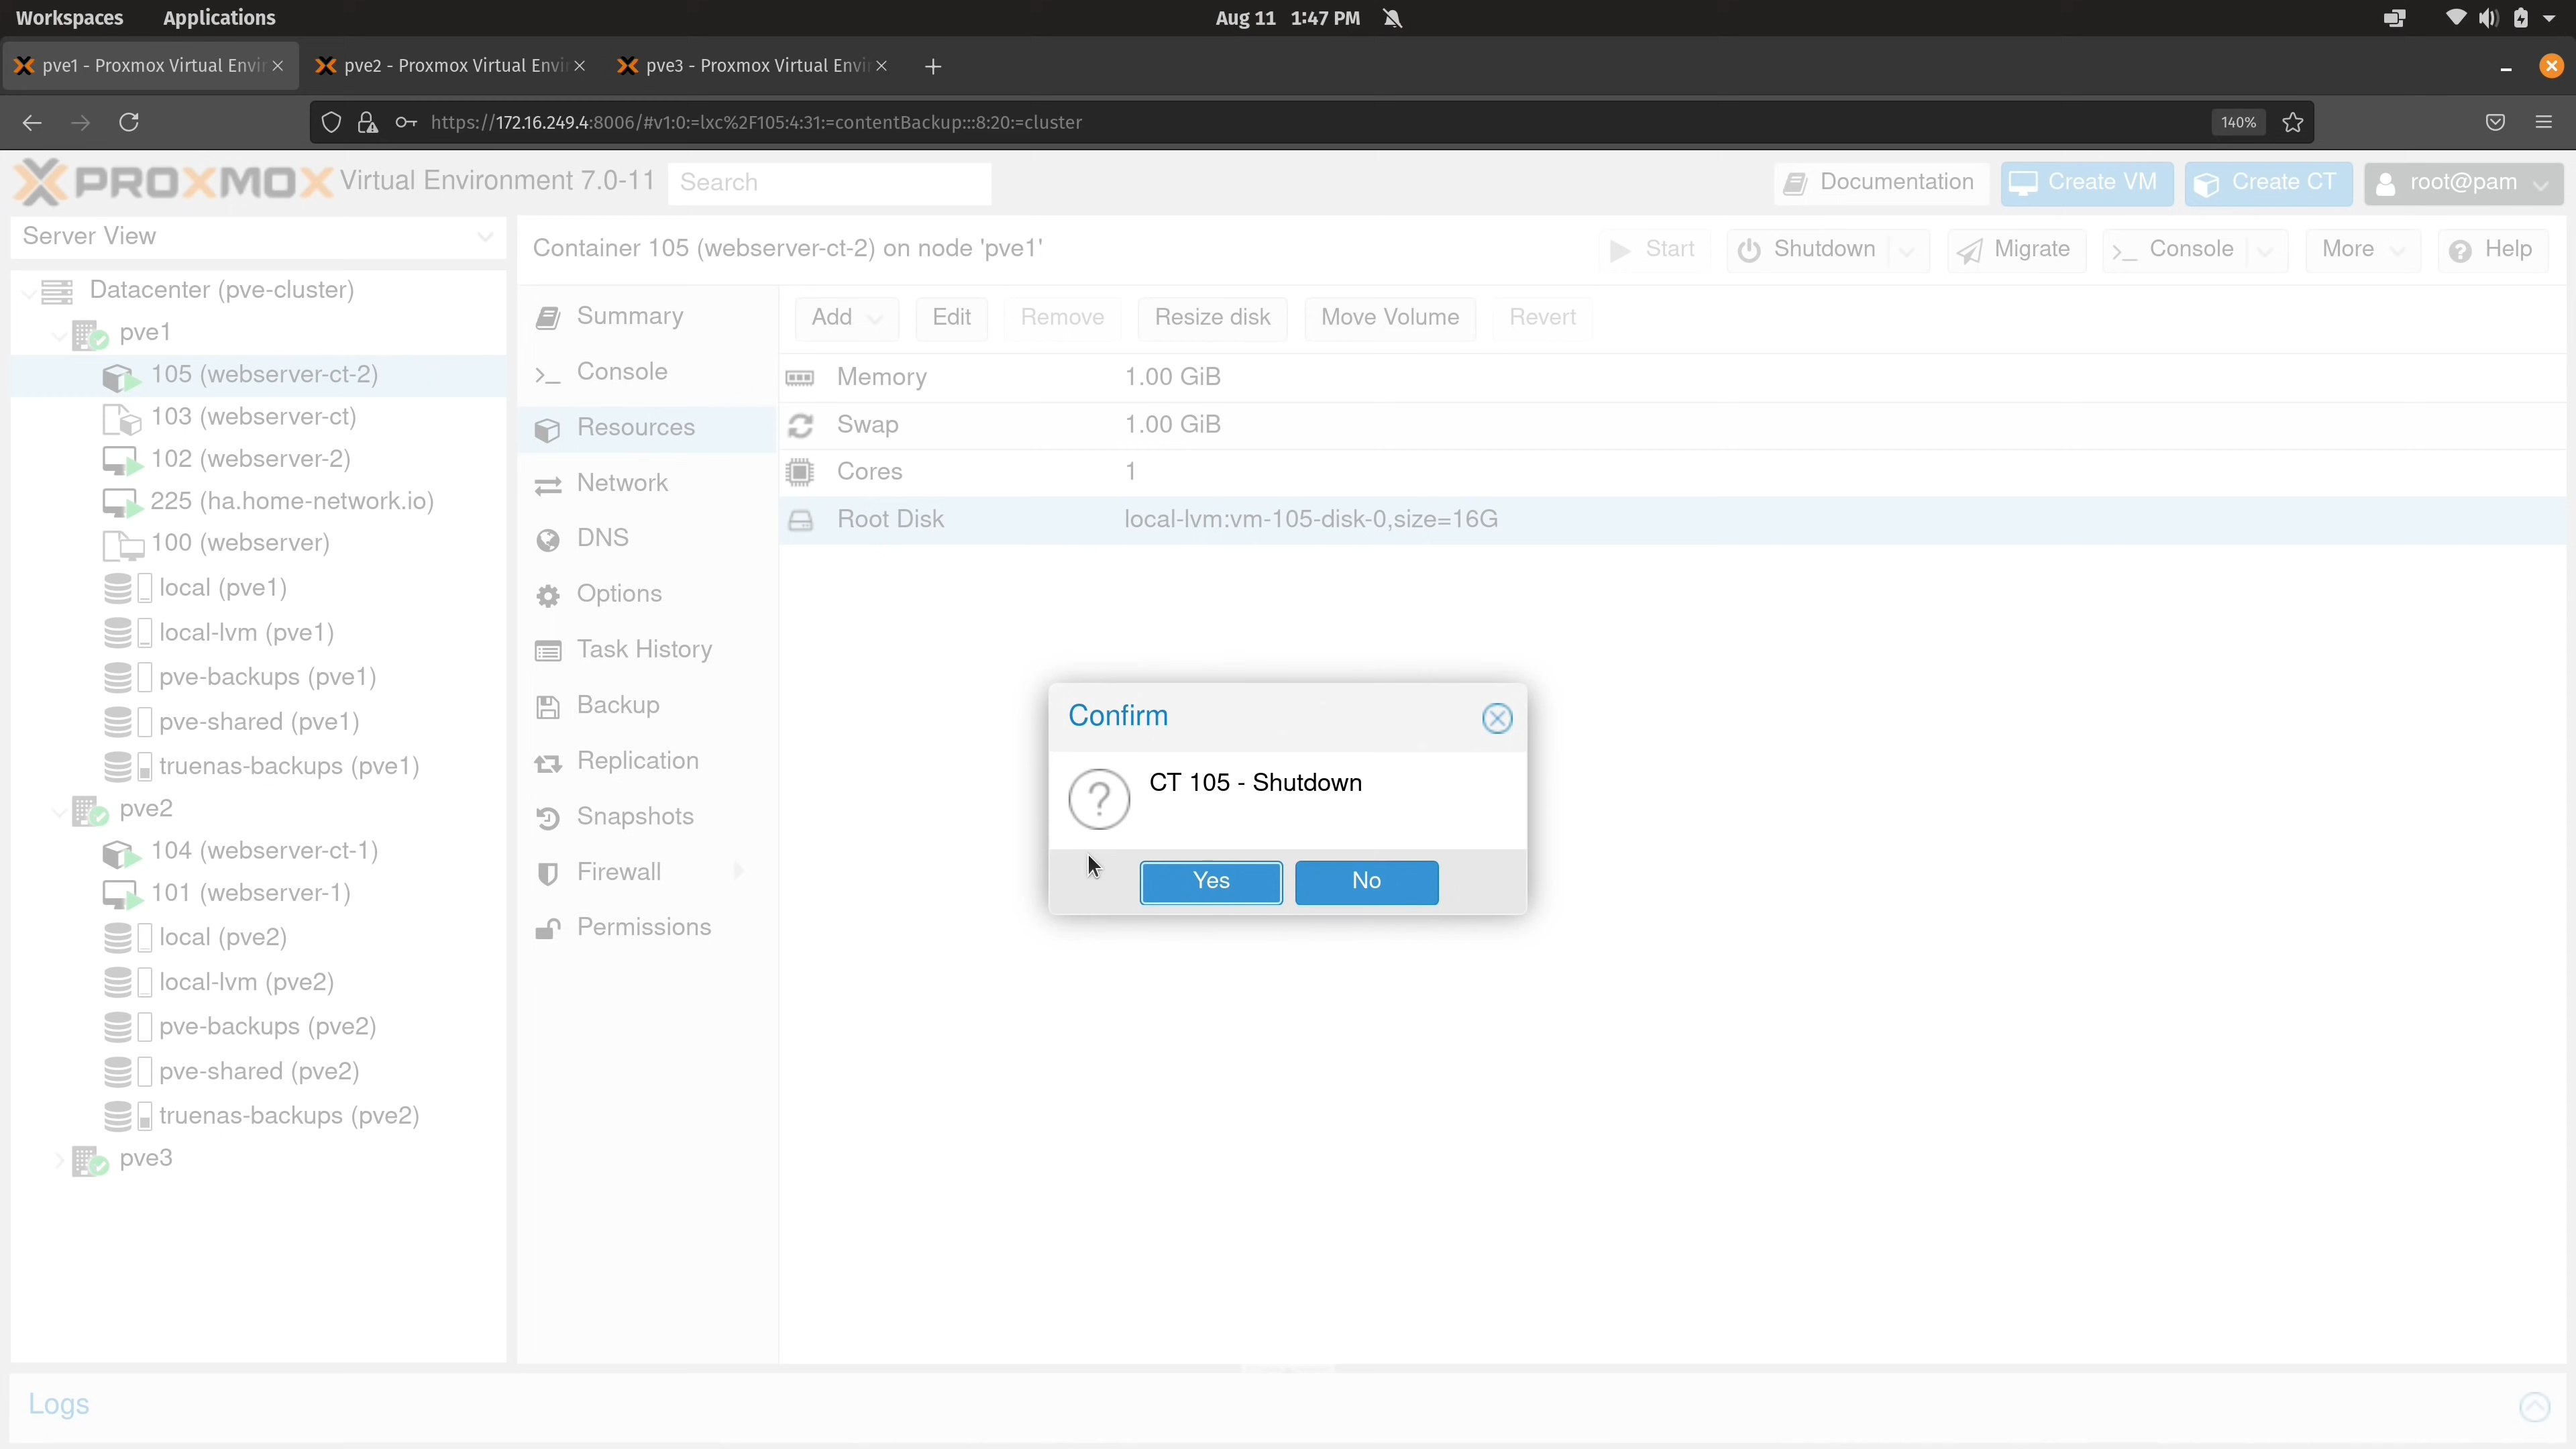 Workspaces Applications Aug 11 1:47 PM
pve1 - Proxmox Virtual Envi pve2 - Proxmox Virtual Envi pve3 - Proxmox Virtual Envi
https://172.16.249.4:8006/#v1:0:=lxc%2F105:4:31:=contentBackup:::8:20:=cluster 140%
PROXMOX Virtual Environment 7.0-11 Search Documentation Create VM Create CT root@pam
Server View
Container 105 (webserver-ct-2) on node 'pve1' Start Shutdown Migrate Console More Help
Datacenter (pve-cluster)
pve1
105 (webserver-ct-2)
103 (webserver-ct)
102 (webserver-2)
225 (ha.home-network.io)
100 (webserver)
local (pve1)
local-lvm (pve1)
pve-backups (pve1)
pve-shared (pve1)
truenas-backups (pve1)
pve2
104 (webserver-ct-1)
101 (webserver-1)
local (pve2)
local-lvm (pve2)
pve-backups (pve2)
pve-shared (pve2)
truenas-backups (pve2)
pve3
Summary
Console
Resources
Network
DNS
Options
Task History
Backup
Replication
Snapshots
Firewall
Permissions
Add Edit Remove Resize disk Move Volume Revert
Memory 1.00 GiB
Swap 1.00 GiB
Cores 1
Root Disk local-lvm:vm-105-disk-0,size=16G
Confirm
CT 105 - Shutdown
Yes No
Logs